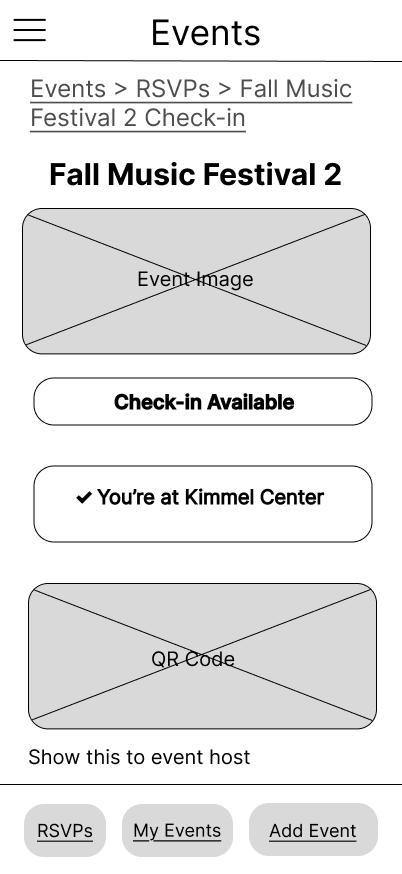 Events
Events > RSVPs > Fall Music
Festival 2 Check-in
Fall Music Festival 2
Event Image
Check-in Available
✔ You’re at Kimmel Center
QR Code
Show this to event host
RSVPs
My Events
Add Event